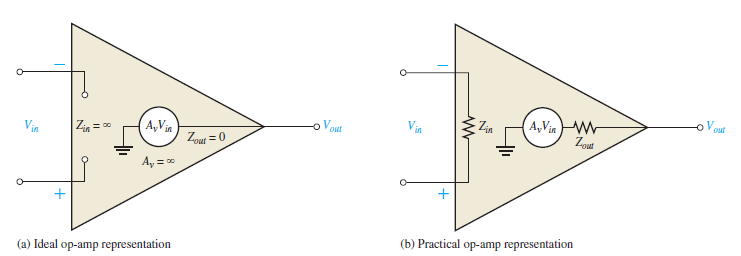 −
V_in
Z_in = ∞
A_vV_in
Z_out = 0
A_v = ∞
+
V_out
(a) Ideal op-amp representation
−
V_in
Z_in
A_vV_in
Z_out
+
V_out
(b) Practical op-amp representation